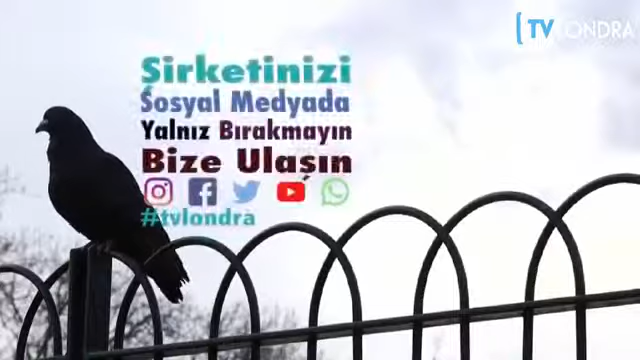 TV LONDRA
Şirketinizi
Sosyal Medyada
Yalnız Bırakmayın
Bize Ulaşın
#tvlondra